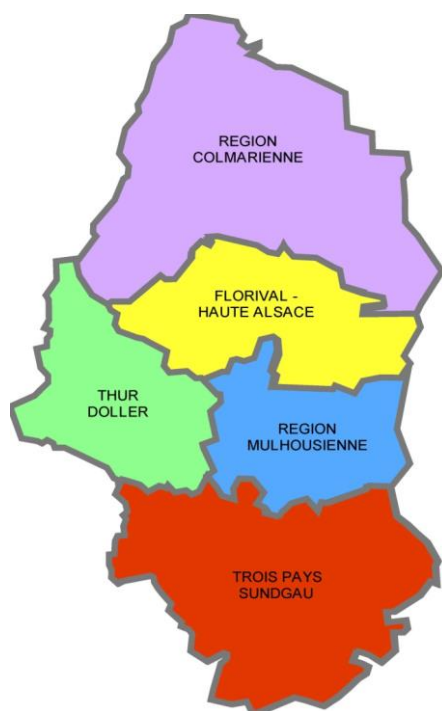 REGION
COLMARIENNE
FLORIVAL -
HAUTE ALSACE
THUR
DOLLER
REGION
MULHOUSIENNE
TROIS PAYS
SUNDGAU